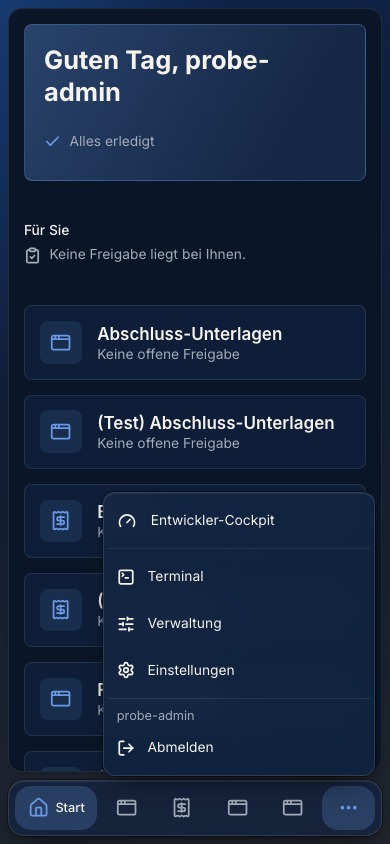 Guten Tag, probe-
admin
Alles erledigt
Für Sie
Keine Freigabe liegt bei Ihnen.
Abschluss-Unterlagen
Keine offene Freigabe
(Test) Abschluss-Unterlagen
Keine offene Freigabe
Entwickler-Cockpit
Terminal
Verwaltung
Einstellungen
probe-admin
Abmelden
Start